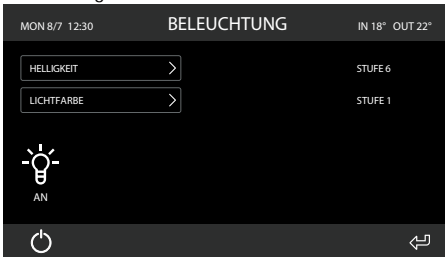 MON 8/7 12:30 BELEUCHTUNG IN 18° OUT 22°
HELLIGKEIT STUFE 6
LICHTFARBE STUFE 1
AN